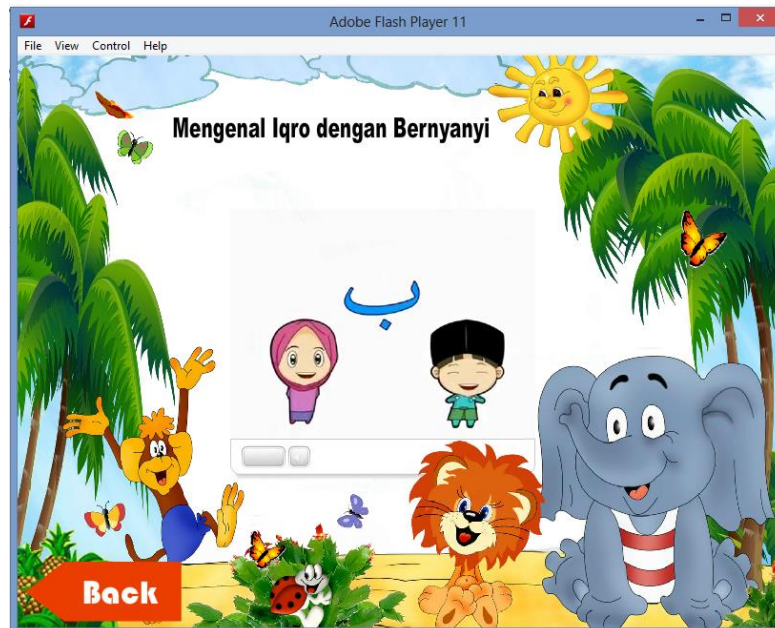 Adobe Flash Player 11
File View Control Help
Mengenal Iqro dengan Bernyanyi
ب
Back